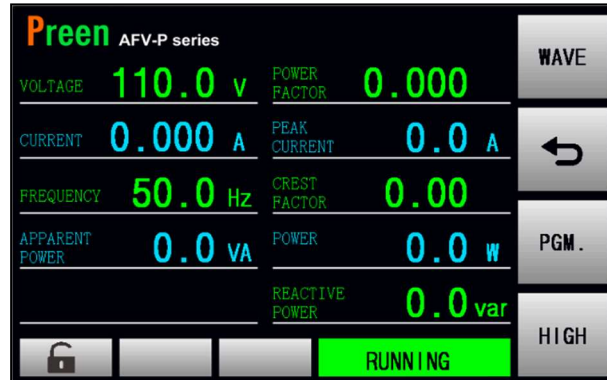 Preen AFV-P series
VOLTAGE 110.0 V
POWER
FACTOR 0.000
CURRENT 0.000 A
PEAK
CURRENT 0.0 A
FREQUENCY 50.0 Hz
CREST
FACTOR 0.00
APPARENT
POWER 0.0 VA
POWER 0.0 W
REACTIVE
POWER 0.0 var
RUNNING
WAVE
PGM.
HIGH